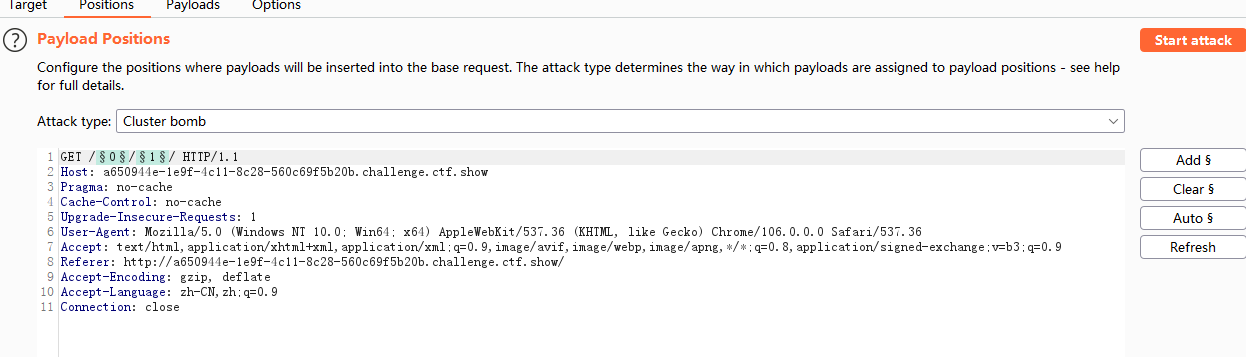 Target Positions Payloads Options
? Payload Positions
Start attack
Configure the positions where payloads will be inserted into the base request. The attack type determines the way in which payloads are assigned to payload positions - see help
for full details.
Attack type: Cluster bomb
1 GET /§0§/§1§/ HTTP/1.1
2 Host: a650944e-1e9f-4c11-8c28-560c69f5b20b.challenge.ctf.show
3 Pragma: no-cache
4 Cache-Control: no-cache
5 Upgrade-Insecure-Requests: 1
6 User-Agent: Mozilla/5.0 (Windows NT 10.0; Win64; x64) AppleWebKit/537.36 (KHTML, like Gecko) Chrome/106.0.0.0 Safari/537.36
7 Accept: text/html,application/xhtml+xml,application/xml;q=0.9,image/avif,image/webp,image/apng,*/*;q=0.8,application/signed-exchange;v=b3;q=0.9
8 Referer: http://a650944e-1e9f-4c11-8c28-560c69f5b20b.challenge.ctf.show/
9 Accept-Encoding: gzip, deflate
10 Accept-Language: zh-CN,zh;q=0.9
11 Connection: close
Add §
Clear §
Auto §
Refresh